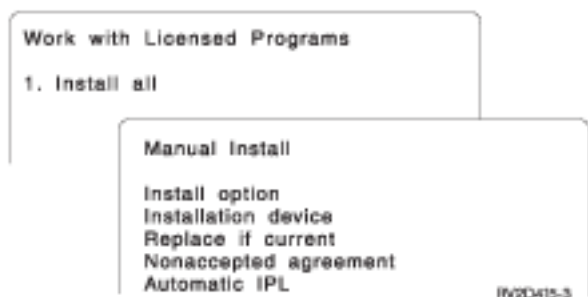 Work with Licensed Programs
1. Install all
Manual Install
Install option
Installation device
Replace if current
Nonaccepted agreement
Automatic IPL